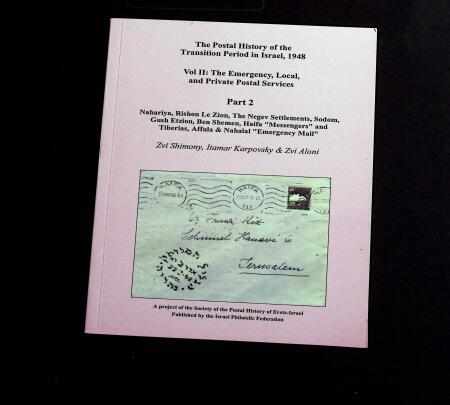 The Postal History of the
Transition Period in Israel, 1948
Vol II: The Emergency, Local,
and Private Postal Services
Part 2
Nahariya, Rishon Le Zion, The Negev Settlements, Sodom,
Gush Etzion, Ben Shemen, Haifa "Messengers" and
Tiberias, Affula & Nahalal "Emergency Mail"
Zvi Shimony, Itamar Karpovsky & Zvi Aloni
HAIFA
HAIFA
Jerusalem
A project of the Society of the Postal History of Eretz-Israel
Published by the Israel Philatelic Federation